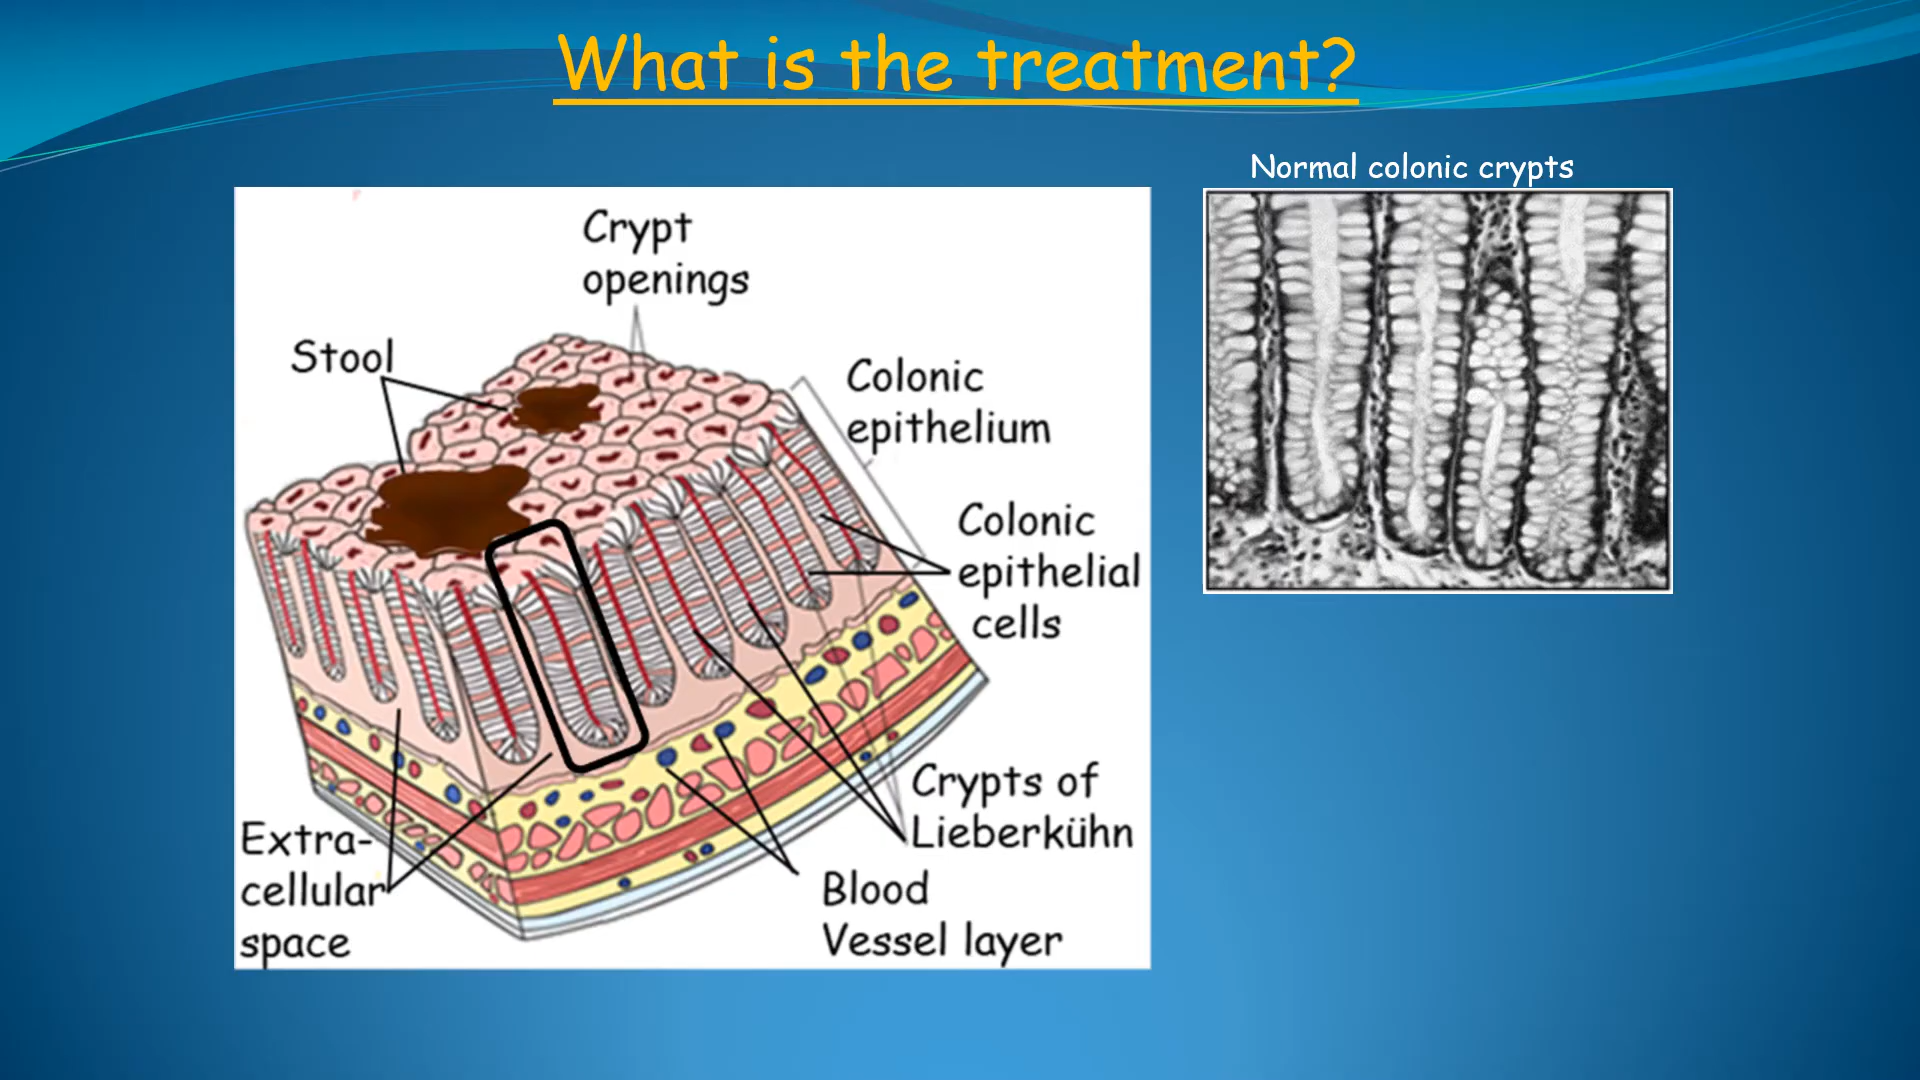 What is the treatment?
Normal colonic crypts
Crypt
openings
Stool
Colonic
epithelium
Colonic
epithelial
cells
Crypts of
Lieberkühn
Extra-
cellular
space
Blood
Vessel layer